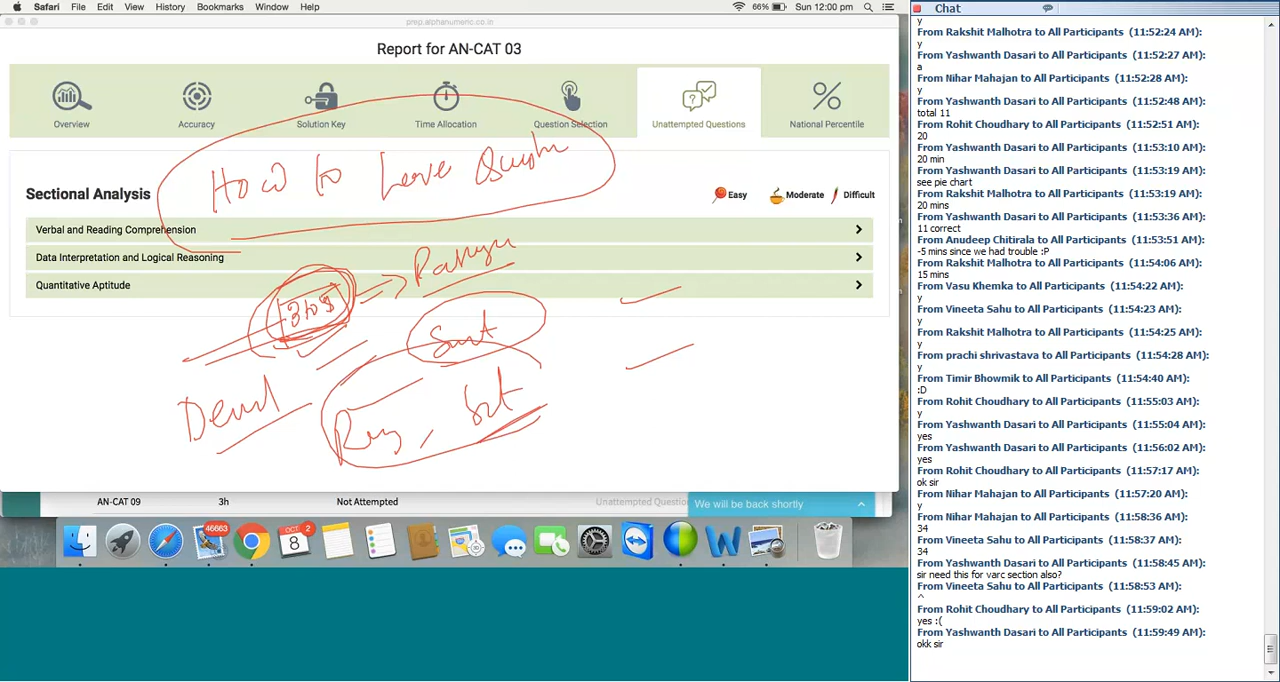 Safari File Edit View History Bookmarks Window Help 66% Sun 12:00 pm
prep.alphanumeric.co.in
Report for AN-CAT 03
Overview Accuracy Solution Key Time Allocation Question Selection Unattempted Questions National Percentile
How to Leave
Sectional Analysis Easy Moderate Difficult
Verbal and Reading Comprehension
Data Interpretation and Logical Reasoning
Quantitative Aptitude
AN-CAT 09 3h Not Attempted Unattempted Questio
We will be back shortly
46663 OCT 2 8
Chat
y
From Rakshit Malhotra to All Participants (11:52:24 AM):
y
From Yashwanth Dasari to All Participants (11:52:27 AM):
a
From Nihar Mahajan to All Participants (11:52:28 AM):
y
From Yashwanth Dasari to All Participants (11:52:48 AM):
total 11
From Rohit Choudhary to All Participants (11:52:51 AM):
20
20 min
From Yashwanth Dasari to All Participants (11:53:10 AM):
see pie chart
From Rakshit Malhotra to All Participants (11:53:19 AM):
20 mins
From Yashwanth Dasari to All Participants (11:53:36 AM):
11 correct
From Anudeep Chitirala to All Participants (11:53:51 AM):
-5 mins since we had trouble :P
From Rakshit Malhotra to All Participants (11:54:06 AM):
15 mins
From Vasu Khemka to All Participants (11:54:22 AM):
y
From Vineeta Sahu to All Participants (11:54:23 AM):
y
From Rakshit Malhotra to All Participants (11:54:25 AM):
y
From prachi shrivastava to All Participants (11:54:28 AM):
y
From Timir Bhowmik to All Participants (11:54:40 AM):
:D
From Rohit Choudhary to All Participants (11:55:03 AM):
y
From Yashwanth Dasari to All Participants (11:55:04 AM):
yes
From Yashwanth Dasari to All Participants (11:56:02 AM):
yes
From Rohit Choudhary to All Participants (11:57:17 AM):
ok sir
From Nihar Mahajan to All Participants (11:57:20 AM):
y
From Nihar Mahajan to All Participants (11:58:36 AM):
34
From Vineeta Sahu to All Participants (11:58:37 AM):
34
From Yashwanth Dasari to All Participants (11:58:45 AM):
sir need this for varc section also?
From Vineeta Sahu to All Participants (11:58:53 AM):
^
From Rohit Choudhary to All Participants (11:59:02 AM):
yes :(
From Yashwanth Dasari to All Participants (11:59:49 AM):
okk sir